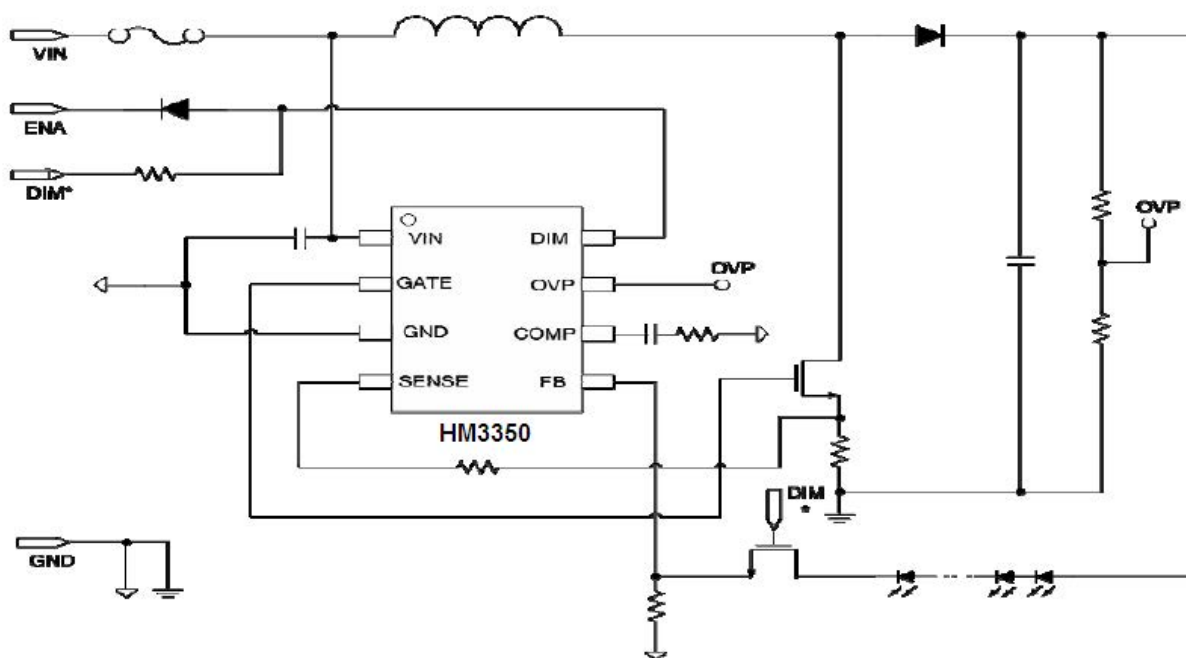 VIN
ENA
DIM*
OVP
VIN DIM
GATE OVP
OVP
GND COMP
SENSE FB
HM3350
DIM
*
GND